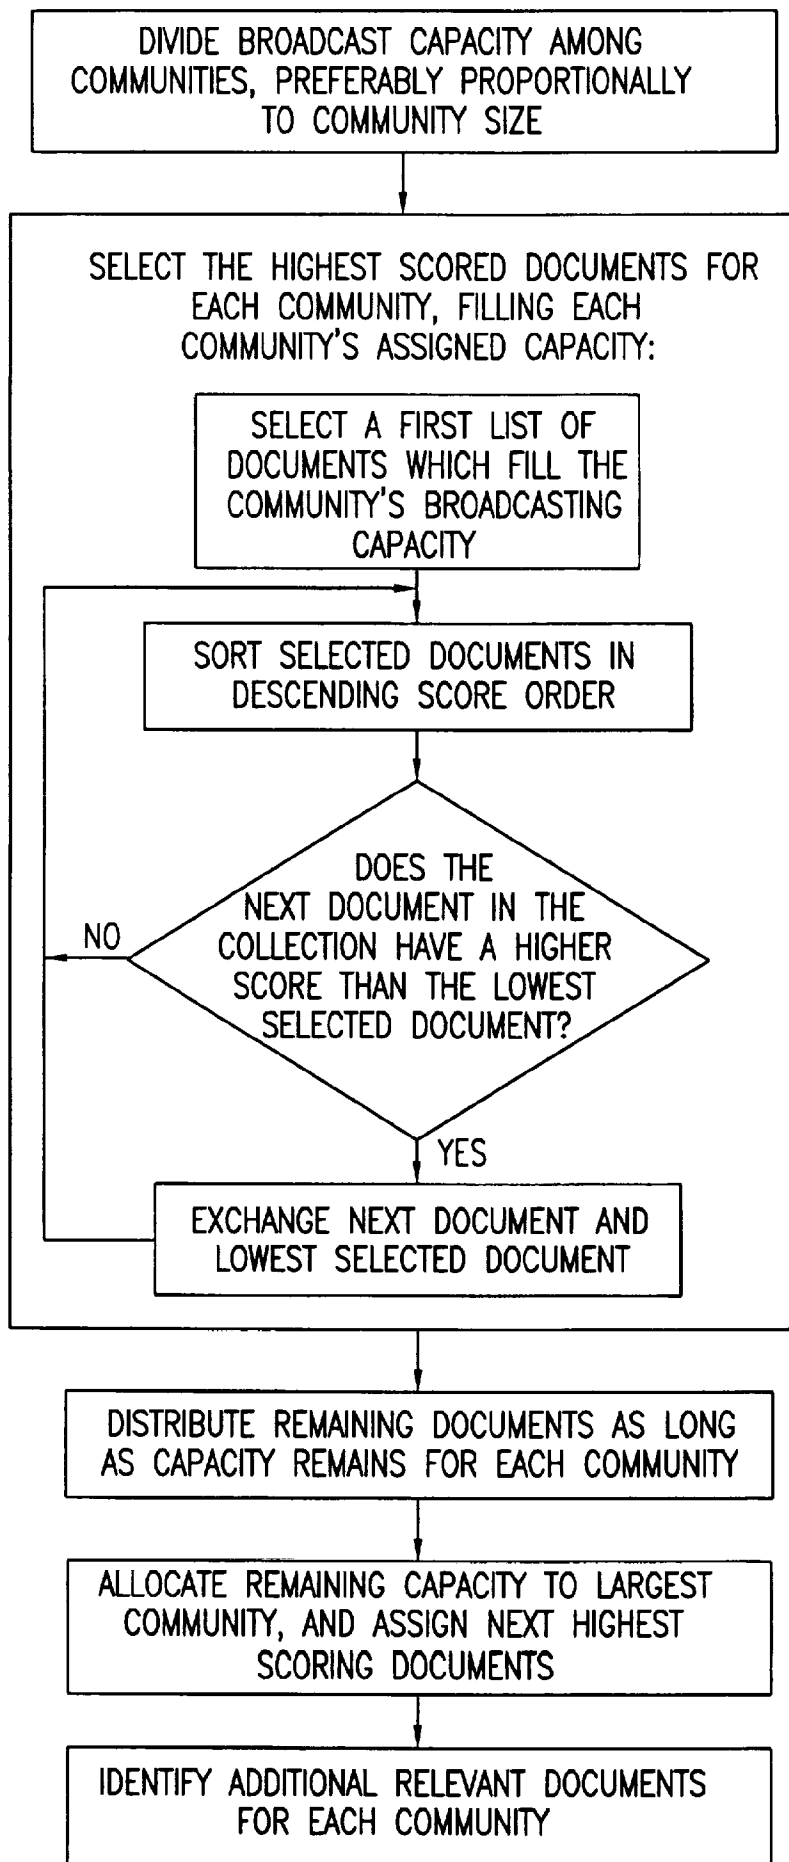 DIVIDE BROADCAST CAPACITY AMONG
COMMUNITIES, PREFERABLY PROPORTIONALLY
TO COMMUNITY SIZE
SELECT THE HIGHEST SCORED DOCUMENTS FOR
EACH COMMUNITY, FILLING EACH
COMMUNITY'S ASSIGNED CAPACITY:
SELECT A FIRST LIST OF
DOCUMENTS WHICH FILL THE
COMMUNITY'S BROADCASTING
CAPACITY
SORT SELECTED DOCUMENTS IN
DESCENDING SCORE ORDER
DOES THE
NEXT DOCUMENT IN THE
COLLECTION HAVE A HIGHER
SCORE THAN THE LOWEST
SELECTED DOCUMENT?
NO
YES
EXCHANGE NEXT DOCUMENT AND
LOWEST SELECTED DOCUMENT
DISTRIBUTE REMAINING DOCUMENTS AS LONG
AS CAPACITY REMAINS FOR EACH COMMUNITY
ALLOCATE REMAINING CAPACITY TO LARGEST
COMMUNITY, AND ASSIGN NEXT HIGHEST
SCORING DOCUMENTS
IDENTIFY ADDITIONAL RELEVANT DOCUMENTS
FOR EACH COMMUNITY